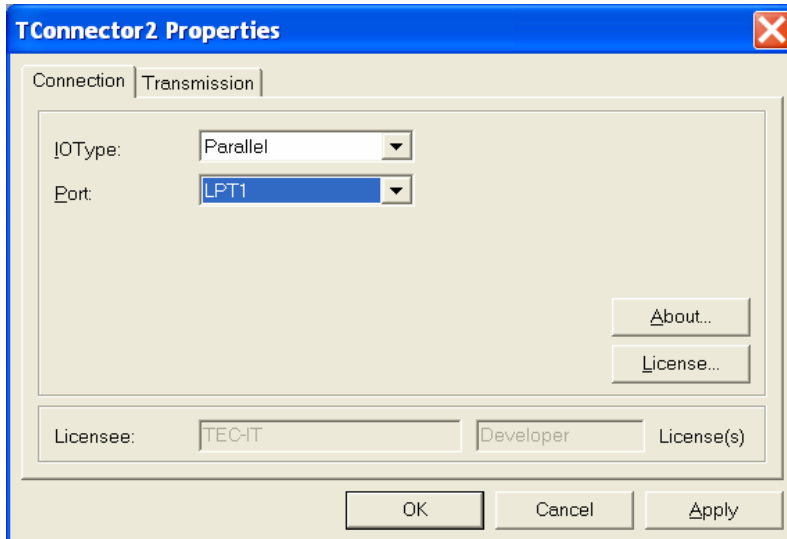 TConnector2 Properties
Connection Transmission
IOType: Parallel
Port: LPT1
About...
License...
Licensee: TEC-IT Developer License(s)
OK Cancel Apply